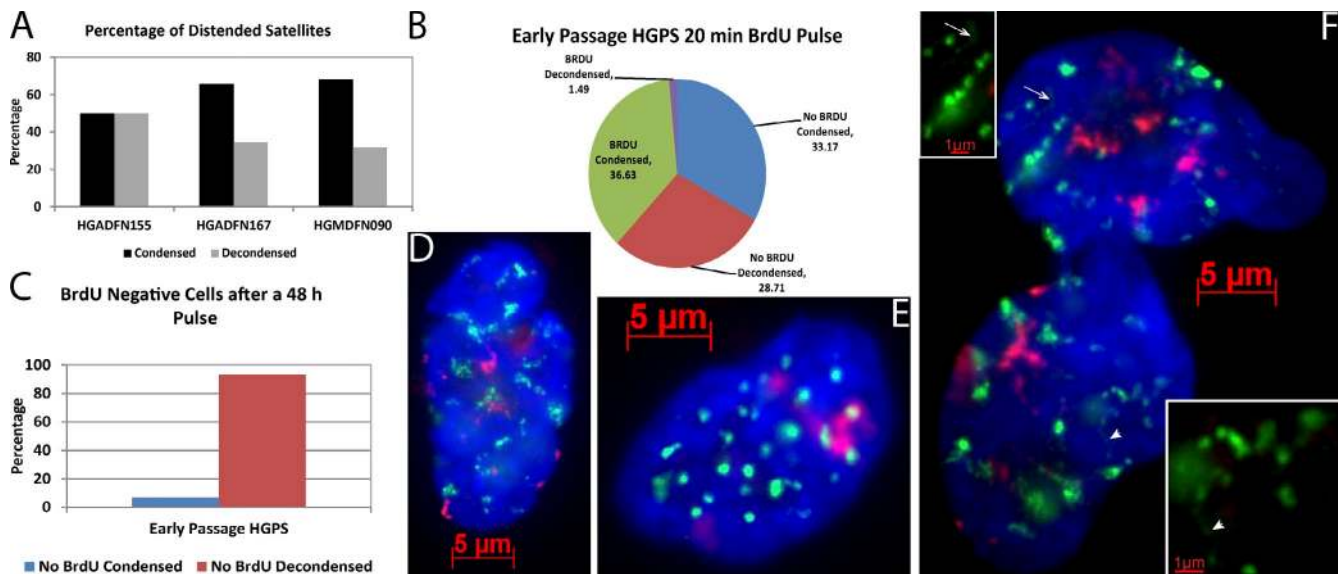 A
Percentage of Distended Satellites
Percentage
80
60
40
20
0
HGADFN155
HGADFN167
HGMDFN090
Condensed
Decondensed
B
Early Passage HGPS 20 min BrdU Pulse
BRDU
Decondensed,
1.49
No BRDU
Condensed,
33.17
BRDU
Condensed,
36.63
No BRDU
Decondensed,
28.71
C
BrdU Negative Cells after a 48 h
Pulse
Percentage
100
80
60
40
20
0
Early Passage HGPS
No BrdU Condensed
No BrdU Decondensed
D
5 µm
E
5 µm
F
1µm
5 µm
1µm